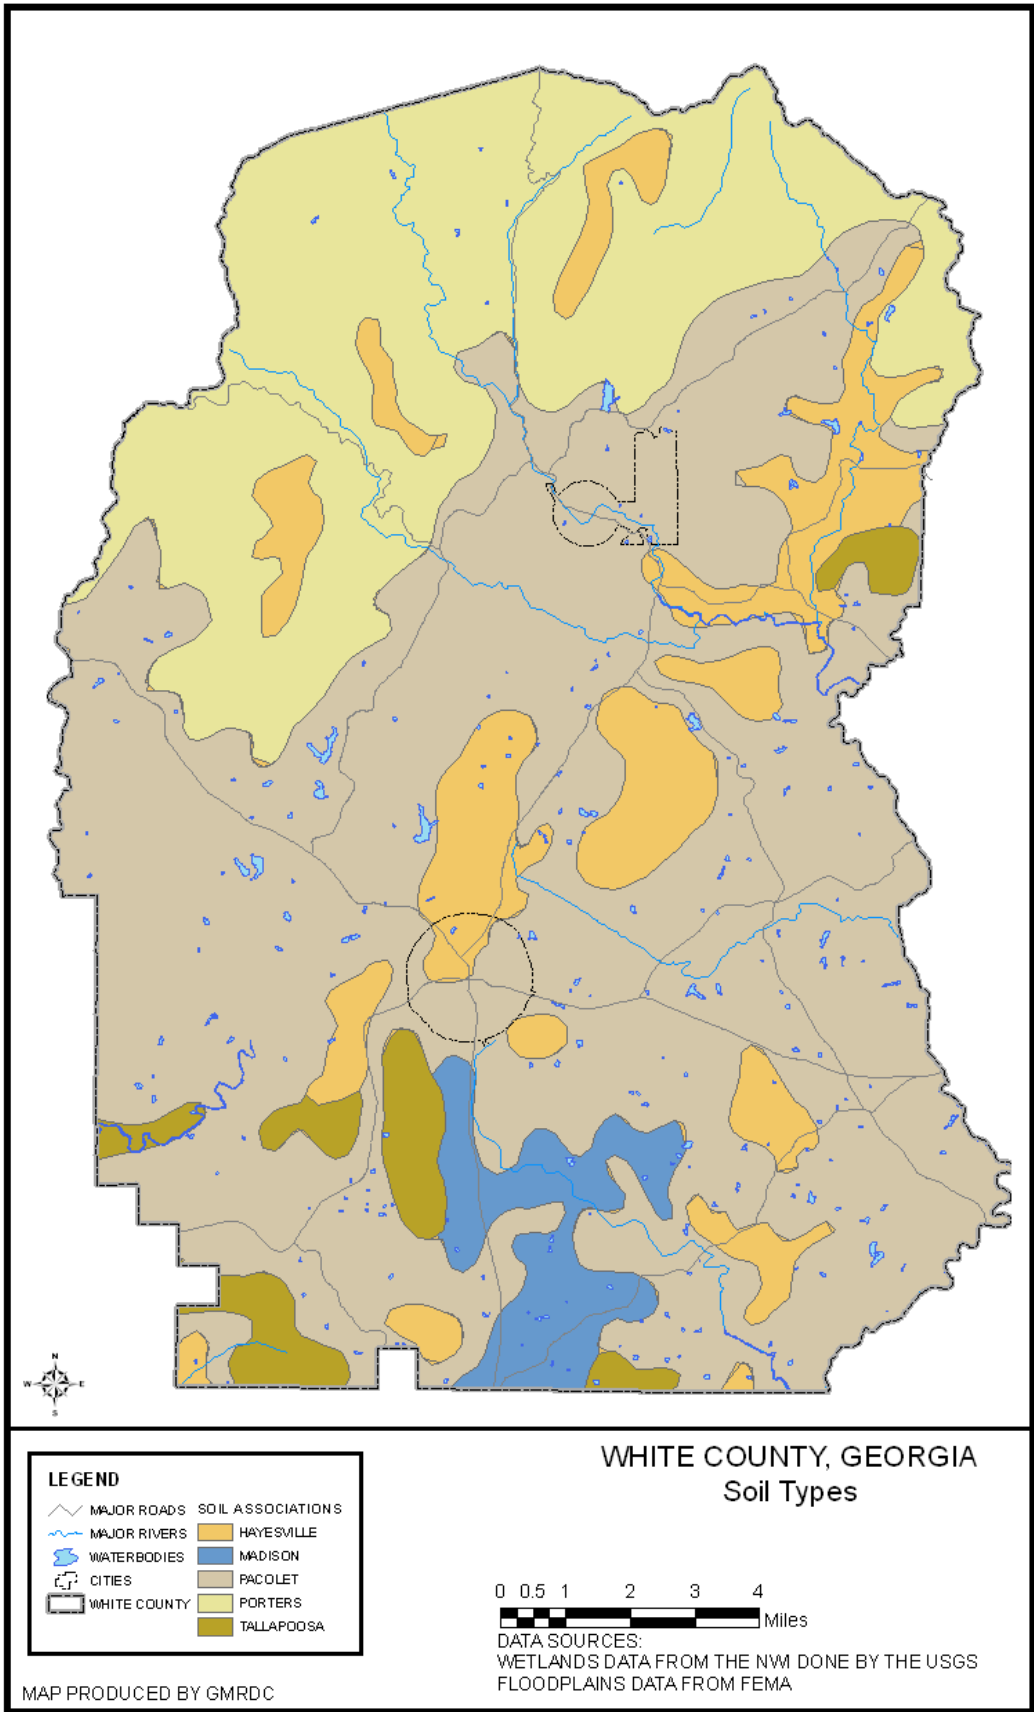 N
W E
S
WHITE COUNTY, GEORGIA
Soil Types
LEGEND
MAJOR ROADS
MAJOR RIVERS
WATERBODIES
CITIES
WHITE COUNTY
SOIL ASSOCIATIONS
HAYESVILLE
MADISON
PACOLET
PORTERS
TALLAPOOSA
0 0.5 1 2 3 4
Miles
DATA SOURCES:
WETLANDS DATA FROM THE NWI DONE BY THE USGS
FLOODPLAINS DATA FROM FEMA
MAP PRODUCED BY GMRDC